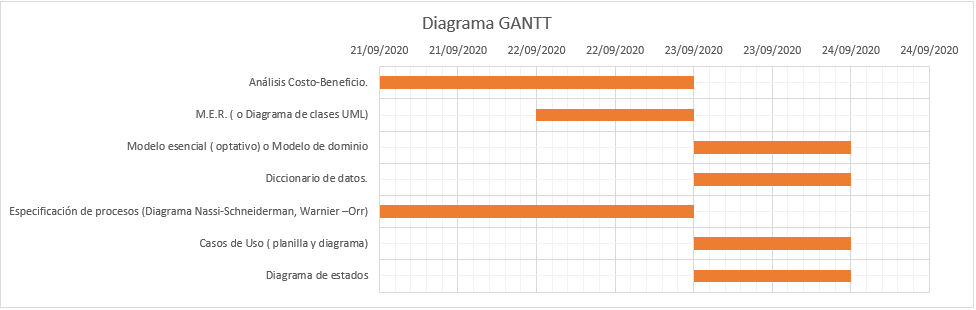 Diagrama GANTT
21/09/2020 21/09/2020 22/09/2020 22/09/2020 23/09/2020 23/09/2020 24/09/2020 24/09/2020
Análisis Costo-Beneficio.
M.E.R. ( o Diagrama de clases UML)
Modelo esencial ( optativo) o Modelo de dominio
Diccionario de datos.
Especificación de procesos (Diagrama Nassi-Schneiderman, Warnier –Orr)
Casos de Uso ( planilla y diagrama)
Diagrama de estados